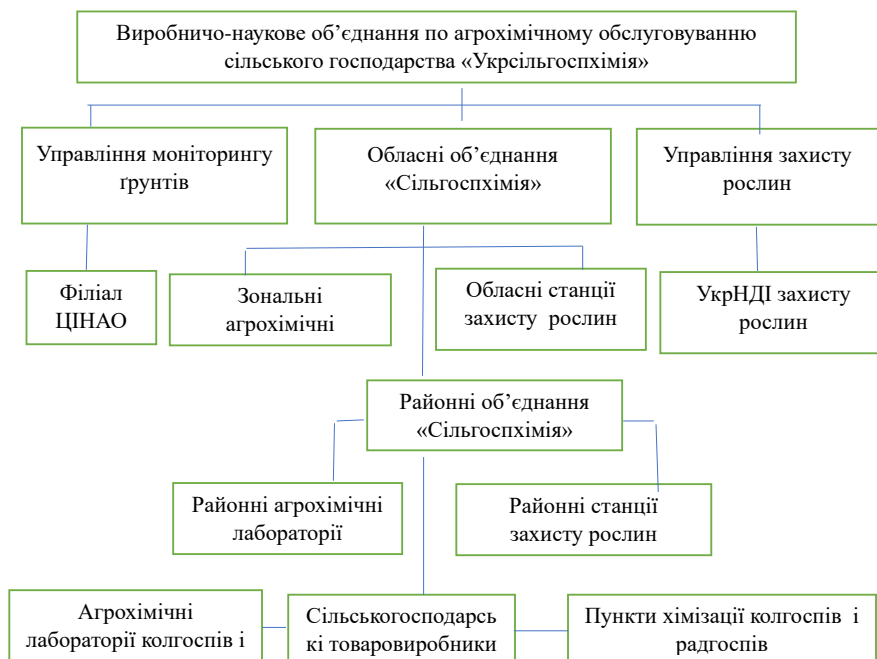 Виробничо-наукове об’єднання по агрохімічному обслуговуванню
сільського господарства «Укрсільгоспхімія»
Управління моніторингу
ґрунтів
Обласні об’єднання
«Сільгоспхімія»
Управління захисту
рослин
Філіал
ЦІНАО
Зональні
агрохімічні
Обласні станції
захисту рослин
УкрНДІ захисту
рослин
Районні об’єднання
«Сільгоспхімія»
Районні агрохімічні
лабораторії
Районні станції
захисту рослин
Агрохімічні
лабораторії колгоспів і
Сільськогосподарсь
кі товаровиробники
Пункти хімізації колгоспів і
радгоспів